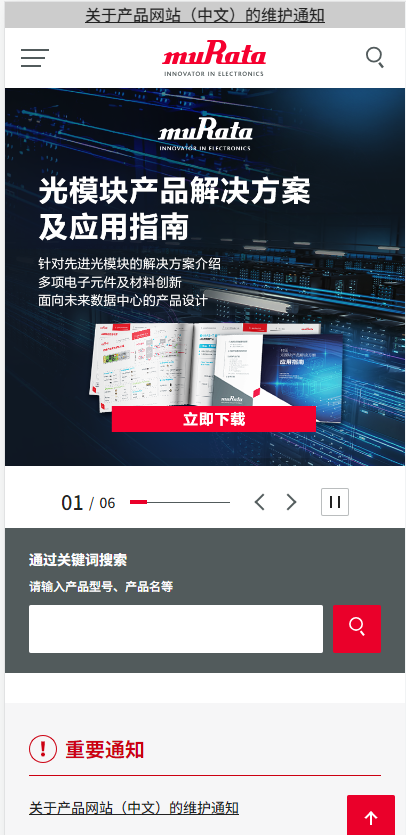 关于产品网站（中文）的维护通知
muRata
INNOVATOR IN ELECTRONICS
muRata
INNOVATOR IN ELECTRONICS
光模块产品解决方案
及应用指南
针对先进光模块的解决方案介绍
多项电子元件及材料创新
面向未来数据中心的产品设计
应用指南
muRata
立即下载
01 / 06
通过关键词搜索
请输入产品型号、产品名等
重要通知
关于产品网站（中文）的维护通知